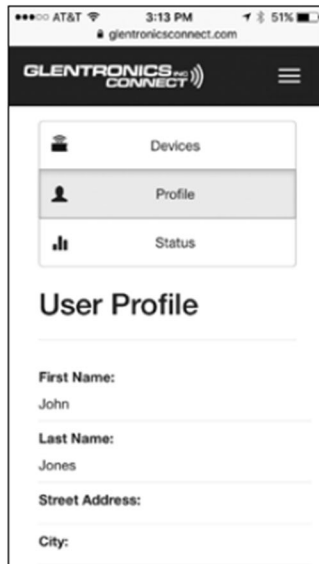 AT&T 3:13 PM 51%
glentronicsconnect.com
GLENTRONICS INC
CONNECT
Devices
Profile
Status
User Profile
First Name:
John
Last Name:
Jones
Street Address:
City: